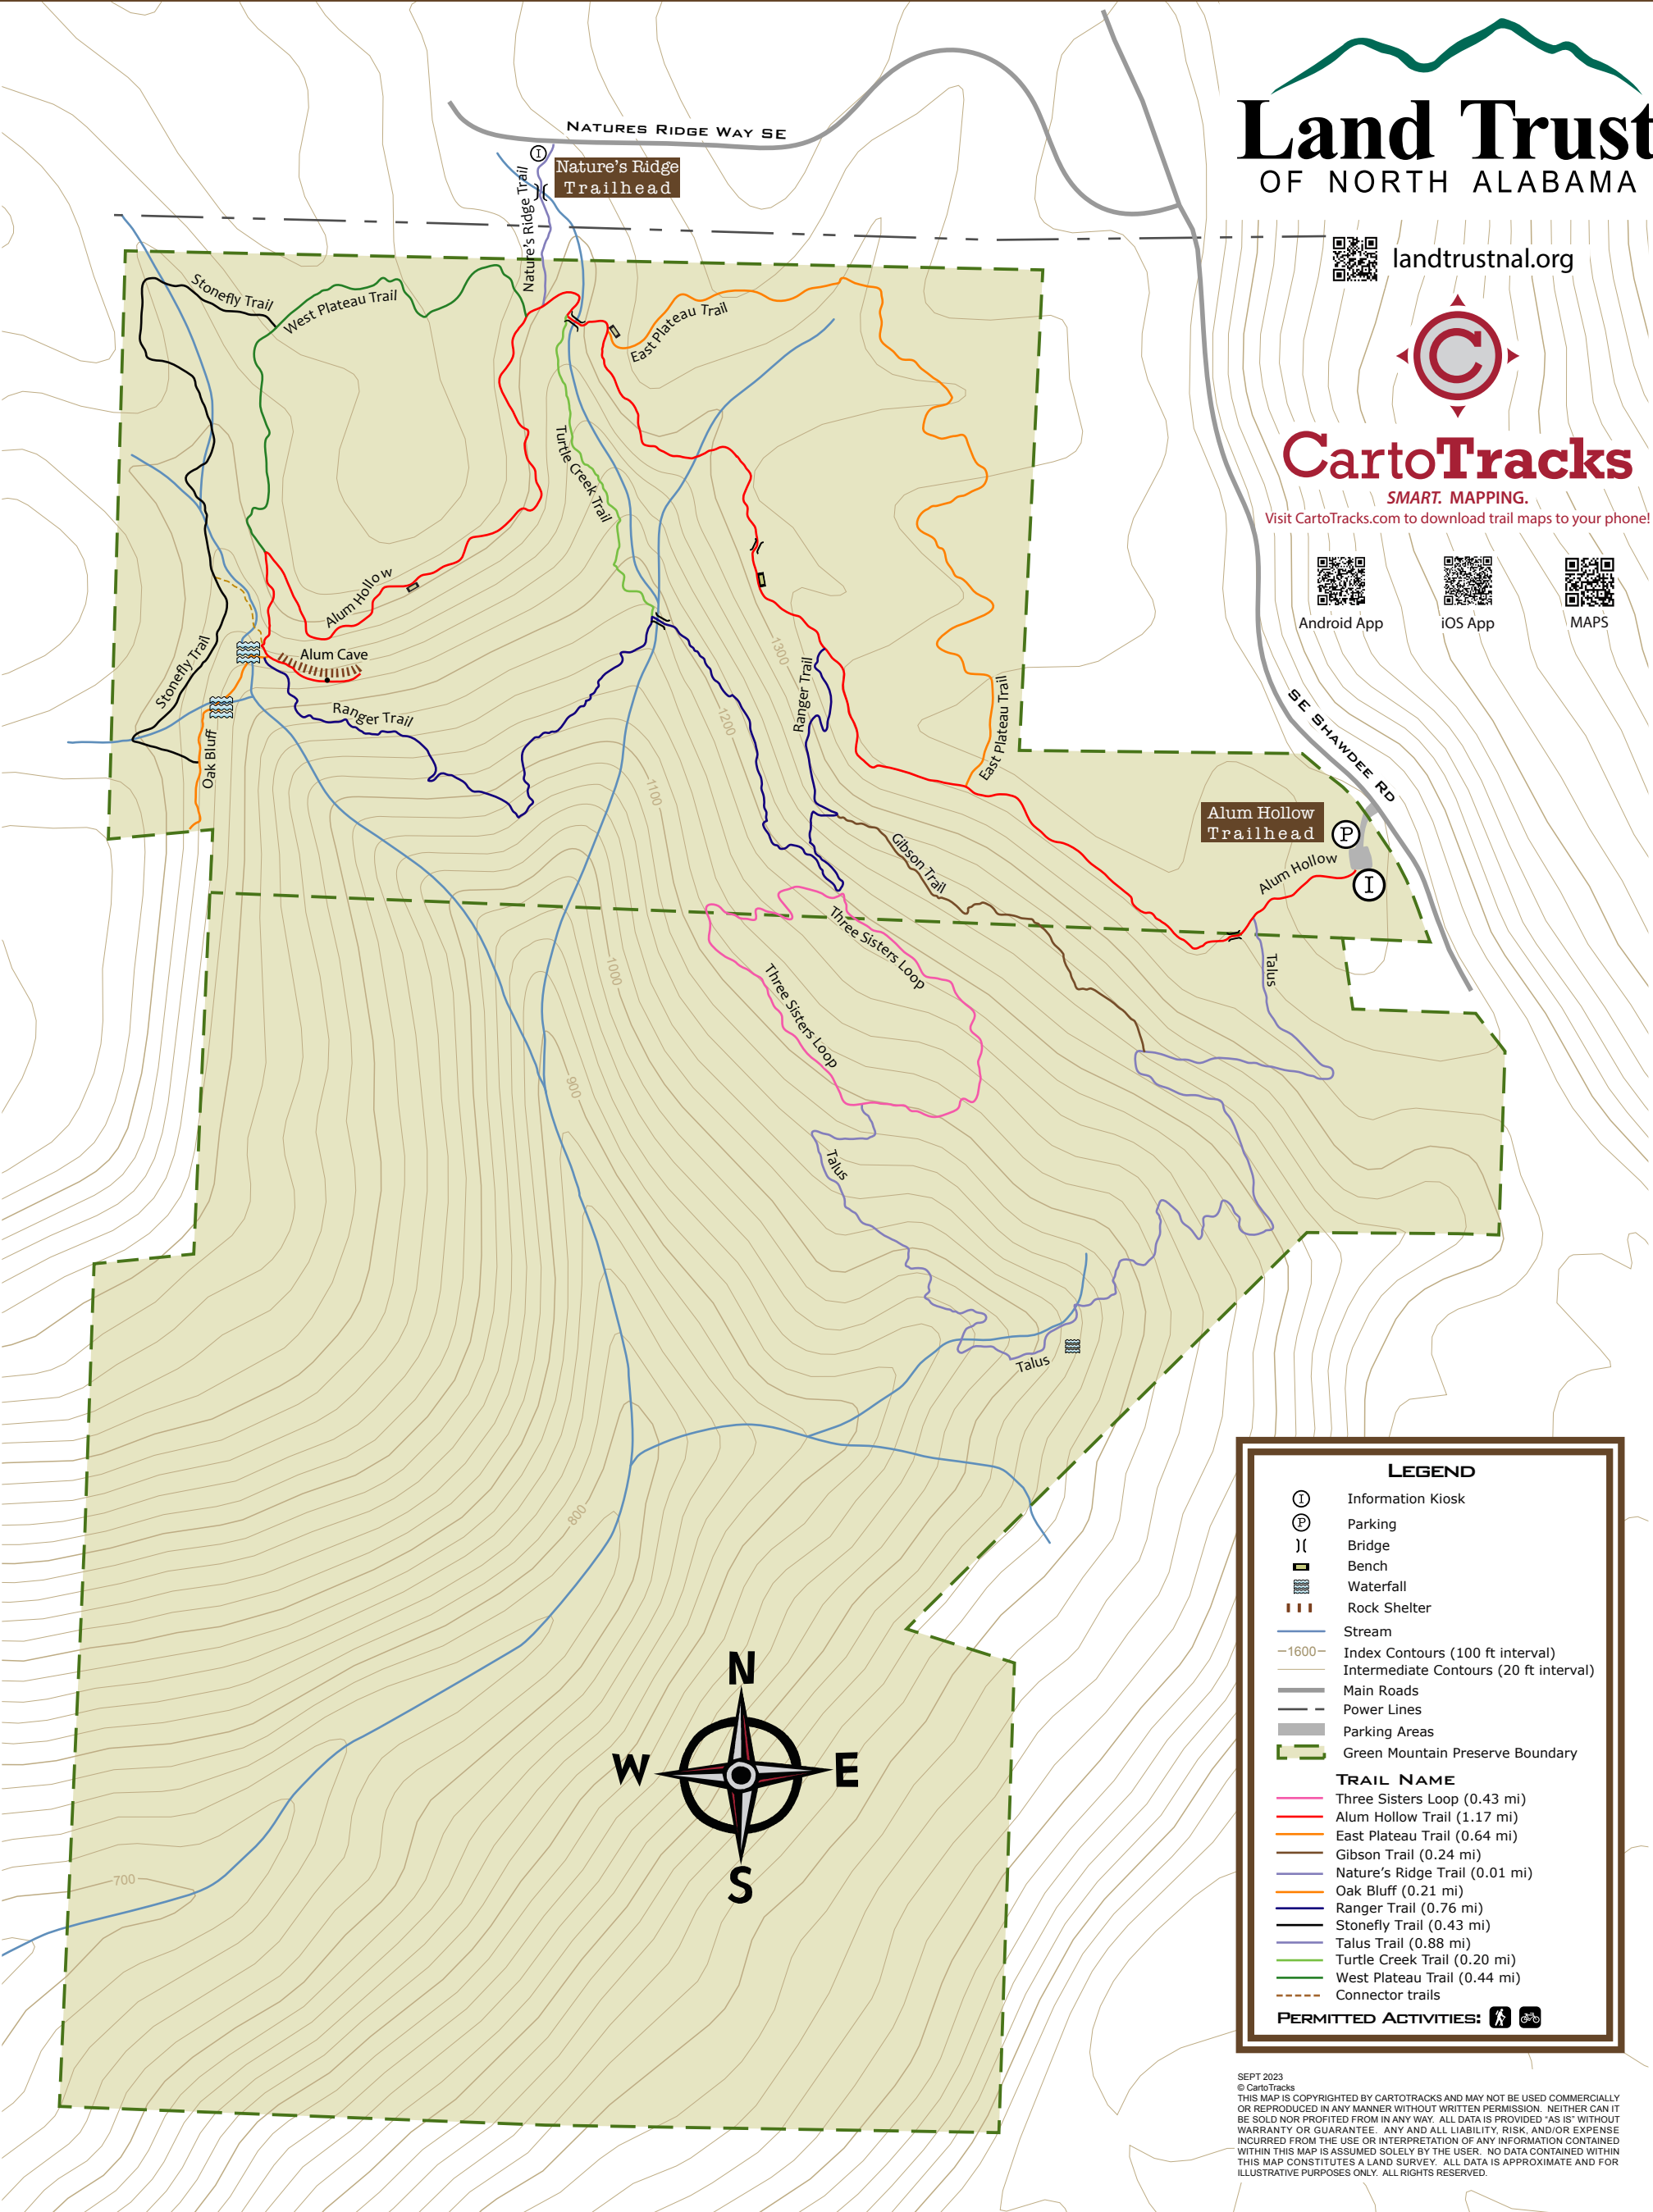 Land Trust
OF NORTH ALABAMA
landtrustnal.org
C
CartoTracks
SMART. MAPPING.
Visit CartoTracks.com to download trail maps to your phone!
Android App
iOS App
MAPS
NATURES RIDGE WAY SE
I
Nature's Ridge
Trailhead
Nature's Ridge Trail
Stonefly Trail
West Plateau Trail
East Plateau Trail
Turtle Creek Trail
Alum Hollow
Alum Cave
Stonefly Trail
Ranger Trail
Oak Bluff
1300
Ranger Trail
1200
East Plateau Trail
1100
SE SHAWDEE RD
Alum Hollow
Trailhead
P
Alum Hollow
I
Gibson Trail
Three Sisters Loop
Three Sisters Loop
Talus
1000
900
Talus
Talus
800
700
N
W
E
S
LEGEND
I Information Kiosk
P Parking
Bridge
Bench
Waterfall
Rock Shelter
Stream
1600 Index Contours (100 ft interval)
Intermediate Contours (20 ft interval)
Main Roads
Power Lines
Parking Areas
Green Mountain Preserve Boundary
TRAIL NAME
Three Sisters Loop (0.43 mi)
Alum Hollow Trail (1.17 mi)
East Plateau Trail (0.64 mi)
Gibson Trail (0.24 mi)
Nature's Ridge Trail (0.01 mi)
Oak Bluff (0.21 mi)
Ranger Trail (0.76 mi)
Stonefly Trail (0.43 mi)
Talus Trail (0.88 mi)
Turtle Creek Trail (0.20 mi)
West Plateau Trail (0.44 mi)
Connector trails
PERMITTED ACTIVITIES:
SEPT 2023
© CartoTracks
THIS MAP IS COPYRIGHTED BY CARTOTRACKS AND MAY NOT BE USED COMMERCIALLY
OR REPRODUCED IN ANY MANNER WITHOUT WRITTEN PERMISSION. NEITHER CAN IT
BE SOLD NOR PROFITED FROM IN ANY WAY. ALL DATA IS PROVIDED "AS IS" WITHOUT
WARRANTY OR GUARANTEE. ANY AND ALL LIABILITY, RISK, AND/OR EXPENSE
INCURRED FROM THE USE OR INTERPRETATION OF ANY INFORMATION CONTAINED
WITHIN THIS MAP IS ASSUMED SOLELY BY THE USER. NO DATA CONTAINED WITHIN
THIS MAP CONSTITUTES A LAND SURVEY. ALL DATA IS APPROXIMATE AND FOR
ILLUSTRATIVE PURPOSES ONLY. ALL RIGHTS RESERVED.